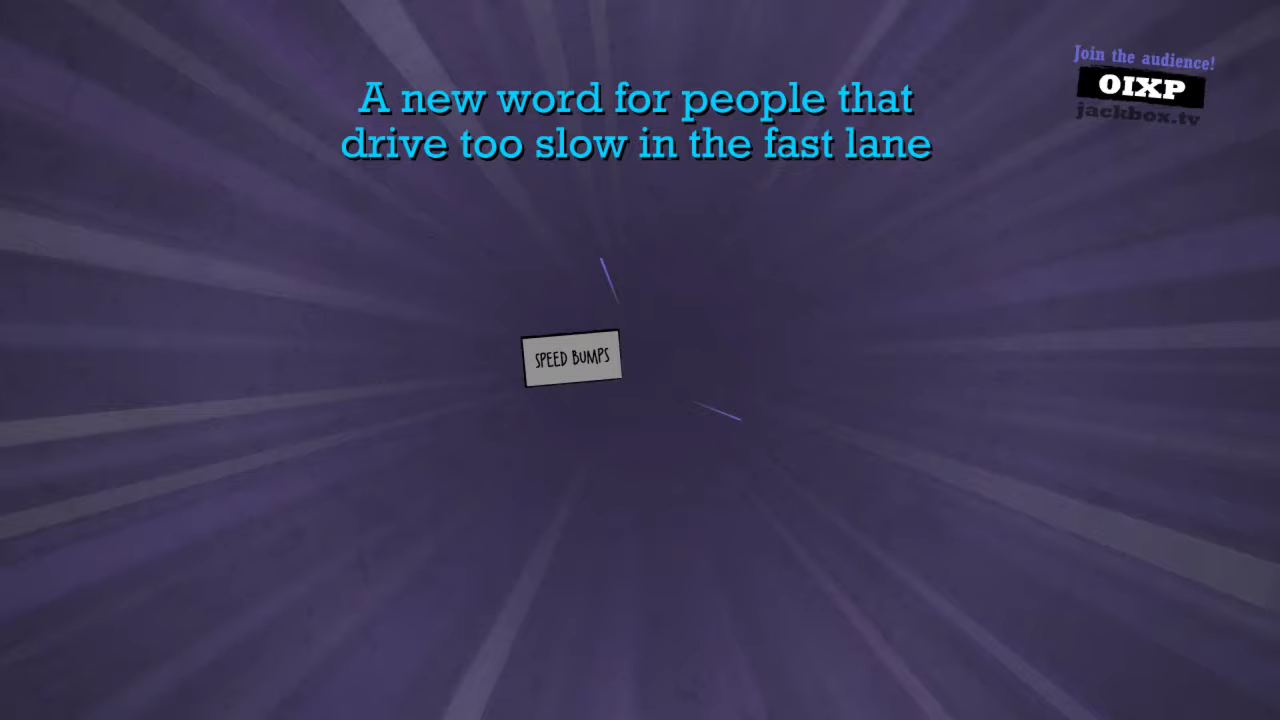 Join the audience!
OIXP
jackbox.tv
A new word for people that
drive too slow in the fast lane
SPEED BUMPS